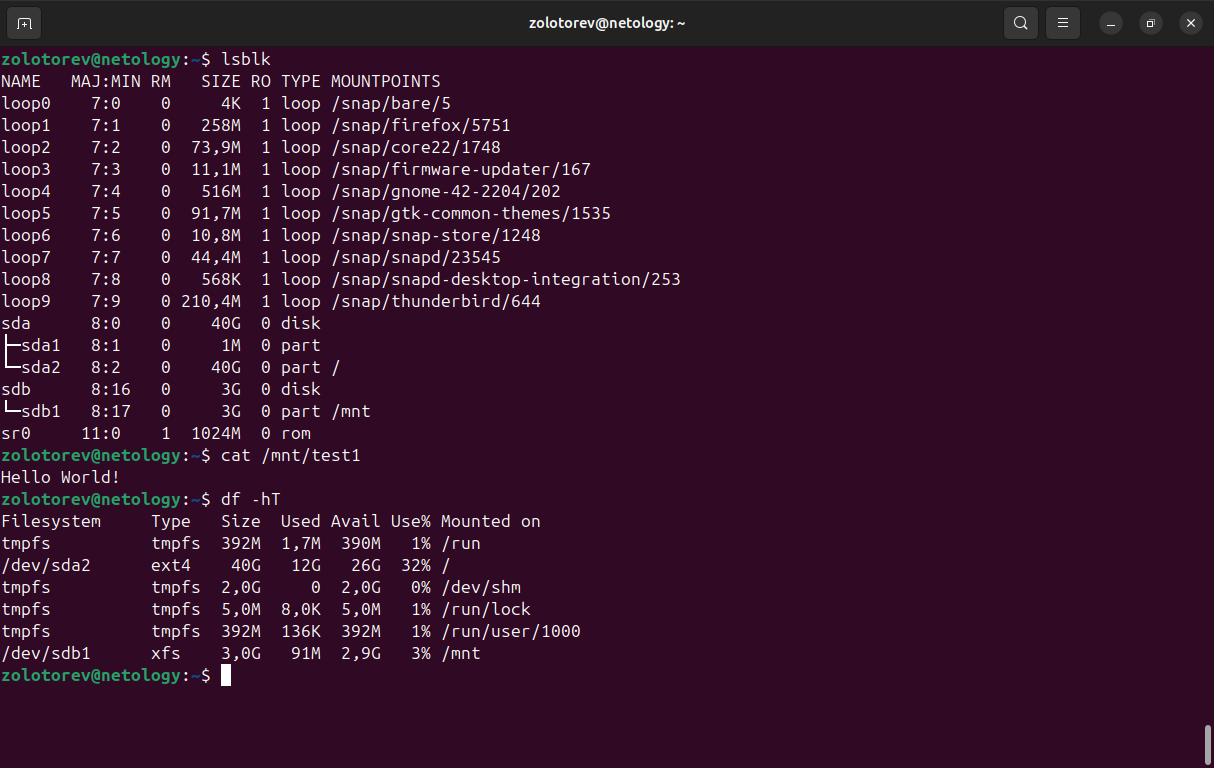 zolotorev@netology: ~
zolotorev@netology:~$ lsblk
NAME   MAJ:MIN RM   SIZE RO TYPE MOUNTPOINTS
loop0    7:0    0     4K  1 loop /snap/bare/5
loop1    7:1    0   258M  1 loop /snap/firefox/5751
loop2    7:2    0  73,9M  1 loop /snap/core22/1748
loop3    7:3    0  11,1M  1 loop /snap/firmware-updater/167
loop4    7:4    0   516M  1 loop /snap/gnome-42-2204/202
loop5    7:5    0  91,7M  1 loop /snap/gtk-common-themes/1535
loop6    7:6    0  10,8M  1 loop /snap/snap-store/1248
loop7    7:7    0  44,4M  1 loop /snap/snapd/23545
loop8    7:8    0   568K  1 loop /snap/snapd-desktop-integration/253
loop9    7:9    0 210,4M  1 loop /snap/thunderbird/644
sda      8:0    0    40G  0 disk
├─sda1   8:1    0     1M  0 part
└─sda2   8:2    0    40G  0 part /
sdb      8:16   0     3G  0 disk
└─sdb1   8:17   0     3G  0 part /mnt
sr0     11:0    1  1024M  0 rom
zolotorev@netology:~$ cat /mnt/test1
Hello World!
zolotorev@netology:~$ df -hT
Filesystem     Type   Size  Used Avail Use% Mounted on
tmpfs          tmpfs  392M  1,7M  390M   1% /run
/dev/sda2      ext4    40G   12G   26G  32% /
tmpfs          tmpfs  2,0G     0  2,0G   0% /dev/shm
tmpfs          tmpfs  5,0M  8,0K  5,0M   1% /run/lock
tmpfs          tmpfs  392M  136K  392M   1% /run/user/1000
/dev/sdb1      xfs    3,0G   91M  2,9G   3% /mnt
zolotorev@netology:~$